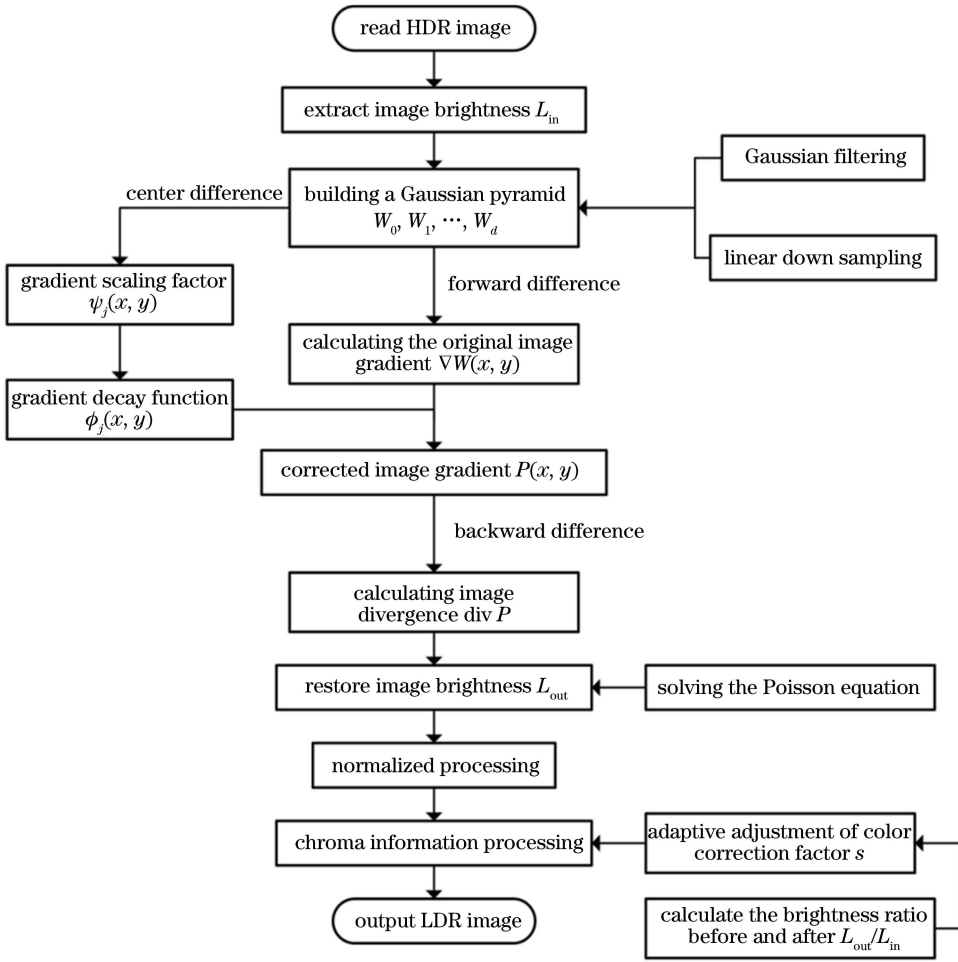 read HDR image
extract image brightness L_in
Gaussian filtering
center difference
building a Gaussian pyramid
W_0, W_1, ⋯, W_d
linear down sampling
gradient scaling factor
ψ_j(x, y)
forward difference
calculating the original image
gradient ∇W(x, y)
gradient decay function
ϕ_j(x, y)
corrected image gradient P(x, y)
backward difference
calculating image
divergence div P
restore image brightness L_out
solving the Poisson equation
normalized processing
chroma information processing
adaptive adjustment of color
correction factor s
output LDR image
calculate the brightness ratio
before and after L_out/L_in